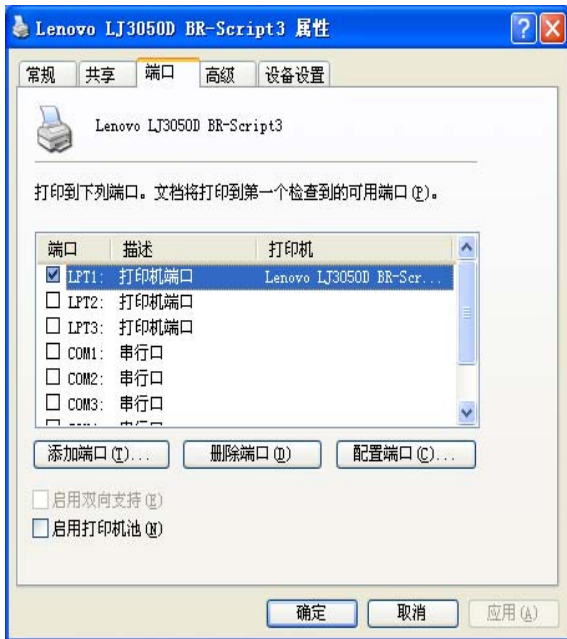 Lenovo LJ3050D BR-Script3 属性
常规 共享 端口 高级 设备设置
Lenovo LJ3050D BR-Script3
打印到下列端口。文档将打印到第一个检查到的可用端口(P)。
端口 描述 打印机
LPT1: 打印机端口 Lenovo LJ3050D BR-Scr...
LPT2: 打印机端口
LPT3: 打印机端口
COM1: 串行口
COM2: 串行口
COM3: 串行口
添加端口(T)... 删除端口(D) 配置端口(C)...
启用双向支持(E)
启用打印机池(N)
确定 取消 应用(A)